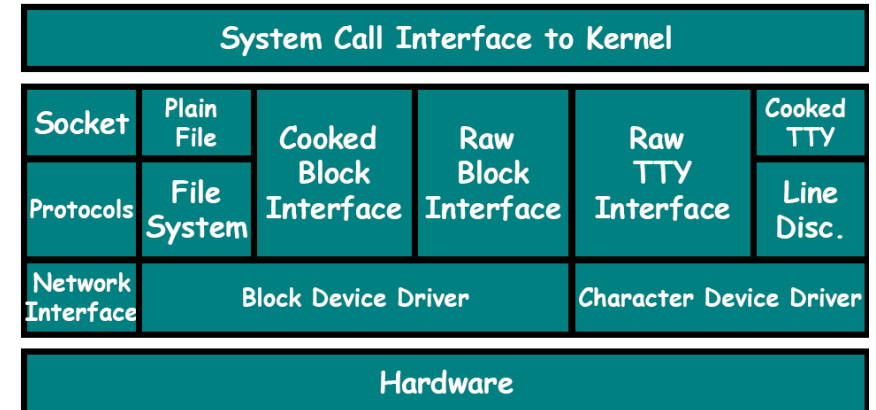 System Call Interface to Kernel
Socket
Plain
File
Cooked
Block
Interface
Raw
Block
Interface
Raw
TTY
Interface
Cooked
TTY
Protocols
File
System
Line
Disc.
Network
Interface
Block Device Driver
Character Device Driver
Hardware